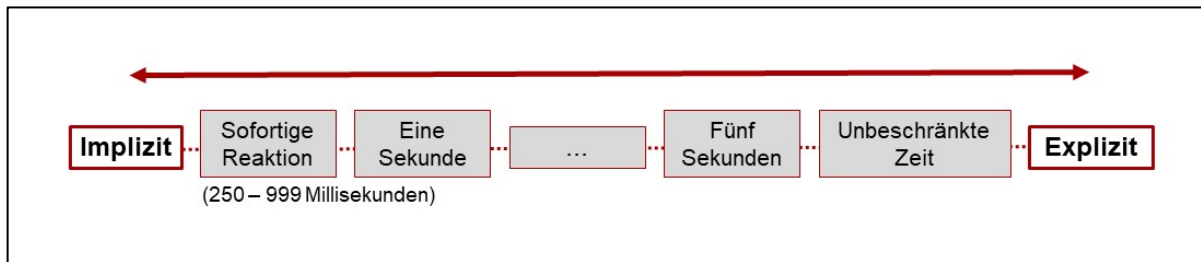 Implizit
Sofortige
Reaktion
(250 – 999 Millisekunden)
Eine
Sekunde
...
Fünf
Sekunden
Unbeschränkte
Zeit
Explizit